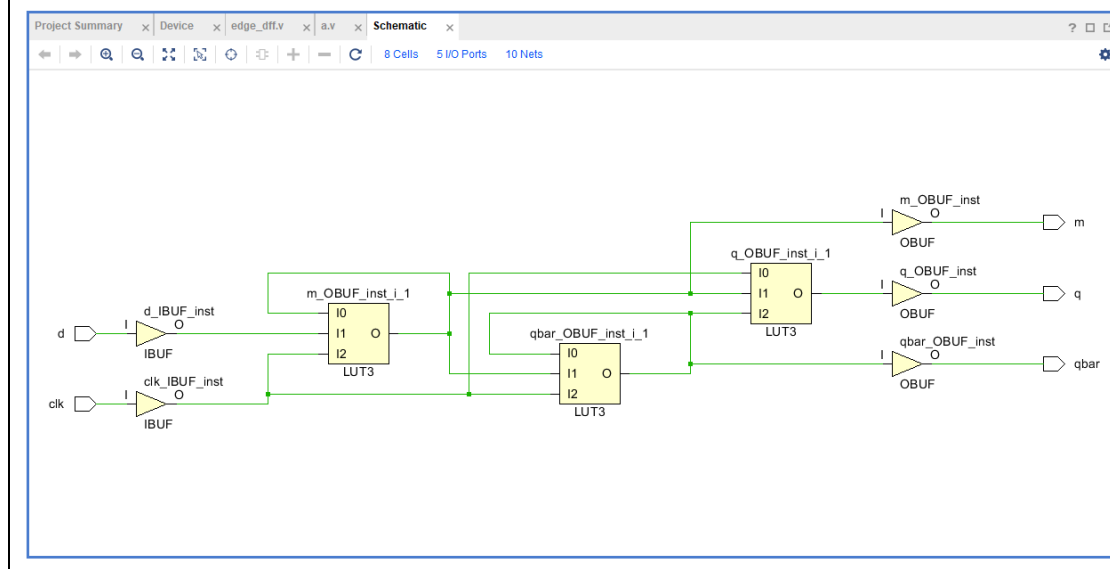 Project Summary × Device × edge_dff.v × a.v × Schematic × ?
8 Cells 5 I/O Ports 10 Nets
m_OBUF_inst
I O
m
OBUF
q_OBUF_inst_i_1
I0
I1 O
I2
LUT3
q_OBUF_inst
I O
q
OBUF
m_OBUF_inst_i_1
I0
I1 O
I2
LUT3
d_IBUF_inst
d I O
IBUF
qbar_OBUF_inst_i_1
I0
I1 O
I2
LUT3
qbar_OBUF_inst
I O
qbar
OBUF
clk_IBUF_inst
clk I O
IBUF